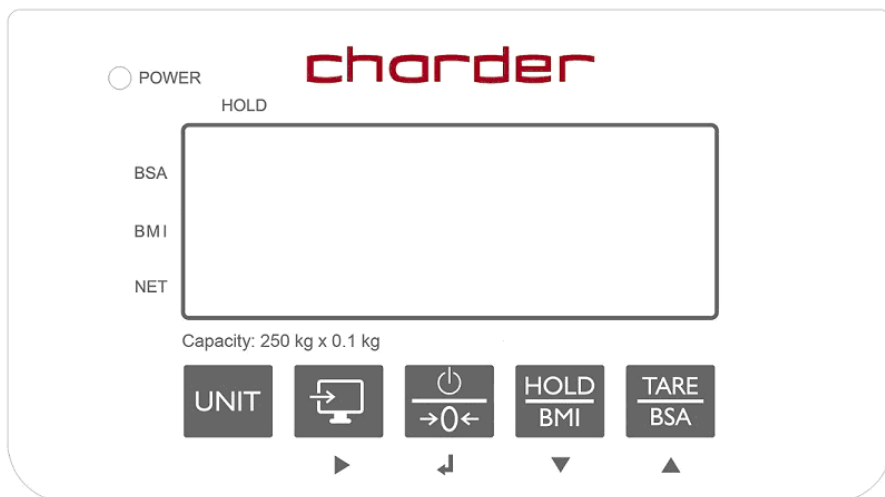 charder
POWER
HOLD
BSA
BMI
NET
Capacity: 250 kg x 0.1 kg
UNIT
→0←
HOLD
BMI
TARE
BSA